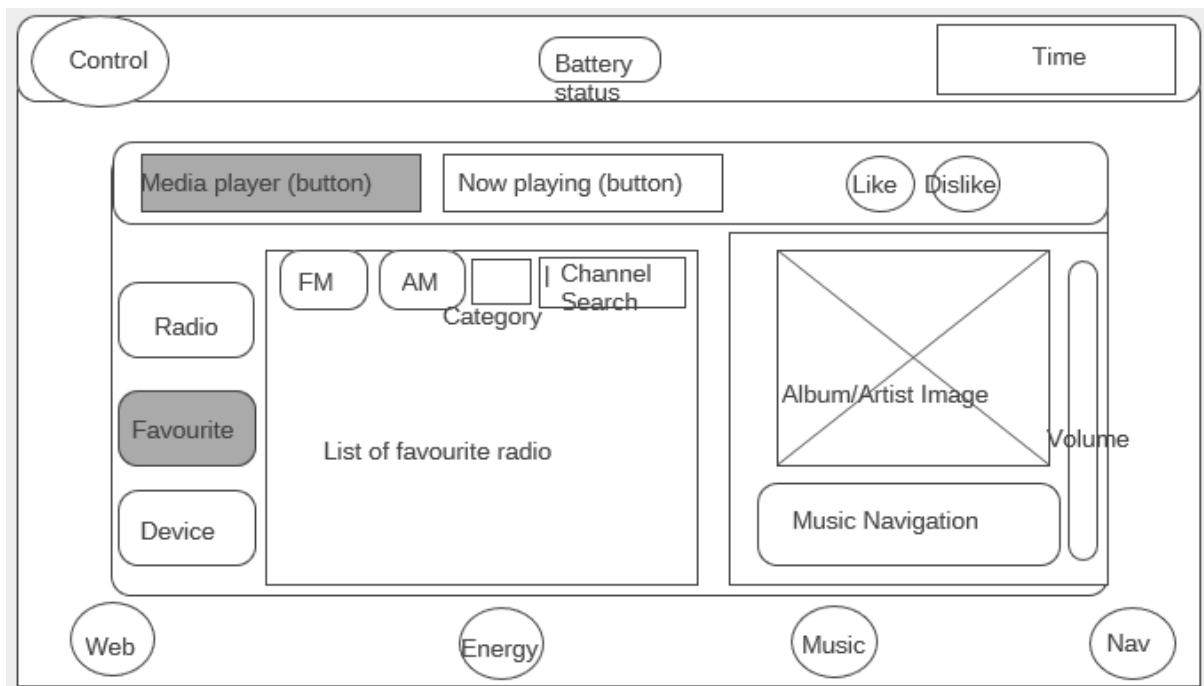 Control
Battery
status
Time
Media player (button)
Now playing (button)
Like
Dislike
FM
AM
Category
| Channel
Search
Radio
Favourite
Device
List of favourite radio
Album/Artist Image
Volume
Music Navigation
Web
Energy
Music
Nav